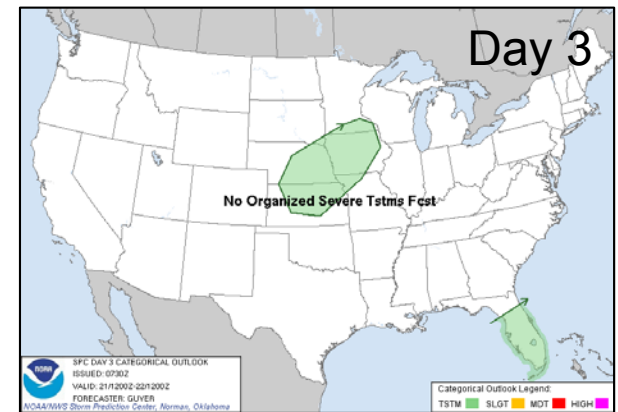 Day 3
No Organized Severe Tstms Fcst
NOAA
SPC DAY 3 CATEGORICAL OUTLOOK
ISSUED: 0730Z
VALID: 21/1200Z-22/1200Z
FORECASTER: GUYER
NOAA/NWS Storm Prediction Center, Norman, Oklahoma
Categorical Outlook Legend:
TSTM SLGT MDT HIGH